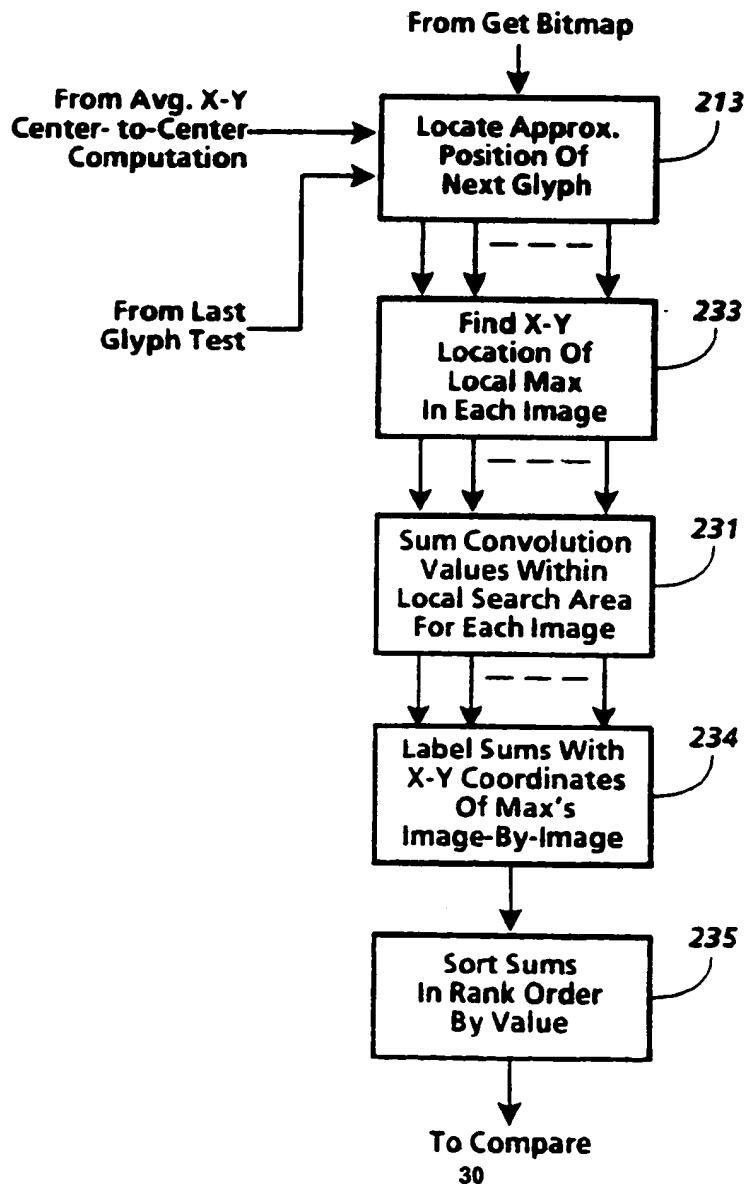 From Get Bitmap
From Avg. X-Y
Center- to-Center
Computation
213
Locate Approx.
Position Of
Next Glyph
From Last
Glyph Test
233
Find X-Y
Location Of
Local Max
In Each Image
231
Sum Convolution
Values Within
Local Search Area
For Each Image
234
Label Sums With
X-Y Coordinates
Of Max's
Image-By-Image
235
Sort Sums
In Rank Order
By Value
To Compare
30